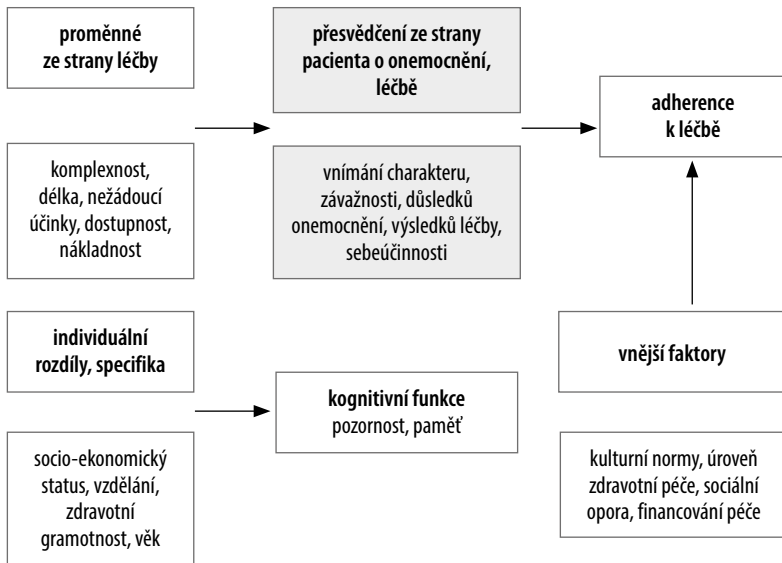 proměnné
ze strany léčby
přesvědčení ze strany
pacienta o onemocnění,
léčbě
adherence
k léčbě
komplexnost,
délka, nežádoucí
účinky, dostupnost,
nákladnost
vnímání charakteru,
závažnosti, důsledků
onemocnění, výsledků léčby,
sebeúčinnosti
individuální
rozdíly, specifika
vnější faktory
kognitivní funkce
pozornost, paměť
socio-ekonomický
status, vzdělání,
zdravotní
gramotnost, věk
kulturní normy, úroveň
zdravotní péče, sociální
opora, financování péče